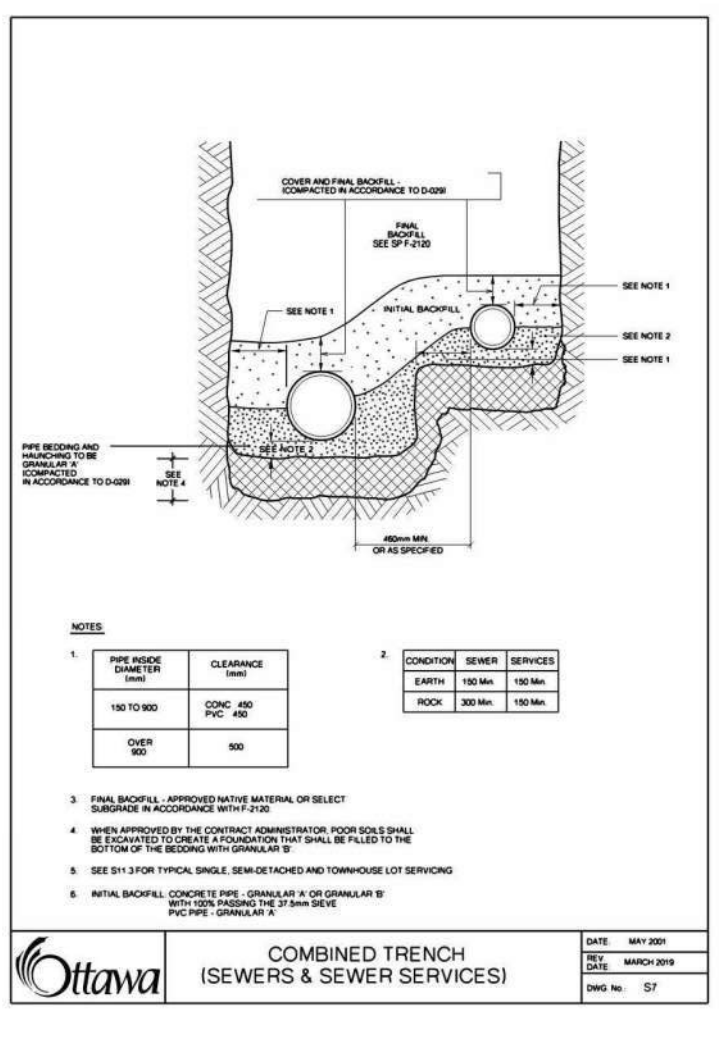 COVER AND FINAL BACKFILL -
(COMPACTED IN ACCORDANCE TO D-029)
FINAL
BACKFILL
SEE SP F-2120
SEE NOTE 1
SEE NOTE 1
INITIAL BACKFILL
SEE NOTE 2
SEE NOTE 1
PIPE BEDDING AND
HAUNCHING TO BE
GRANULAR 'A'
(COMPACTED
IN ACCORDANCE TO D-029)
SEE NOTE 2
SEE
NOTE 4
460mm MIN.
OR AS SPECIFIED
NOTES
1.
PIPE INSIDE
DIAMETER
(mm)
CLEARANCE
(mm)
150 TO 900
CONC 450
PVC 450
OVER
900
500
2.
CONDITION SEWER SERVICES
EARTH 150 Min. 150 Min.
ROCK 300 Min. 150 Min.
3. FINAL BACKFILL - APPROVED NATIVE MATERIAL OR SELECT
SUBGRADE IN ACCORDANCE WITH F-2120.
4. WHEN APPROVED BY THE CONTRACT ADMINISTRATOR, POOR SOILS SHALL
BE EXCAVATED TO CREATE A FOUNDATION THAT SHALL BE FILLED TO THE
BOTTOM OF THE BEDDING WITH GRANULAR 'B'.
5. SEE S11.3 FOR TYPICAL SINGLE, SEMI-DETACHED AND TOWNHOUSE LOT SERVICING
6. INITIAL BACKFILL: CONCRETE PIPE - GRANULAR 'A' OR GRANULAR 'B'
WITH 100% PASSING THE 37.5mm SIEVE
PVC PIPE - GRANULAR 'A'
Ottawa
COMBINED TRENCH
(SEWERS & SEWER SERVICES)
DATE: MAY 2001
REV.
DATE: MARCH 2019
DWG. No.: S7